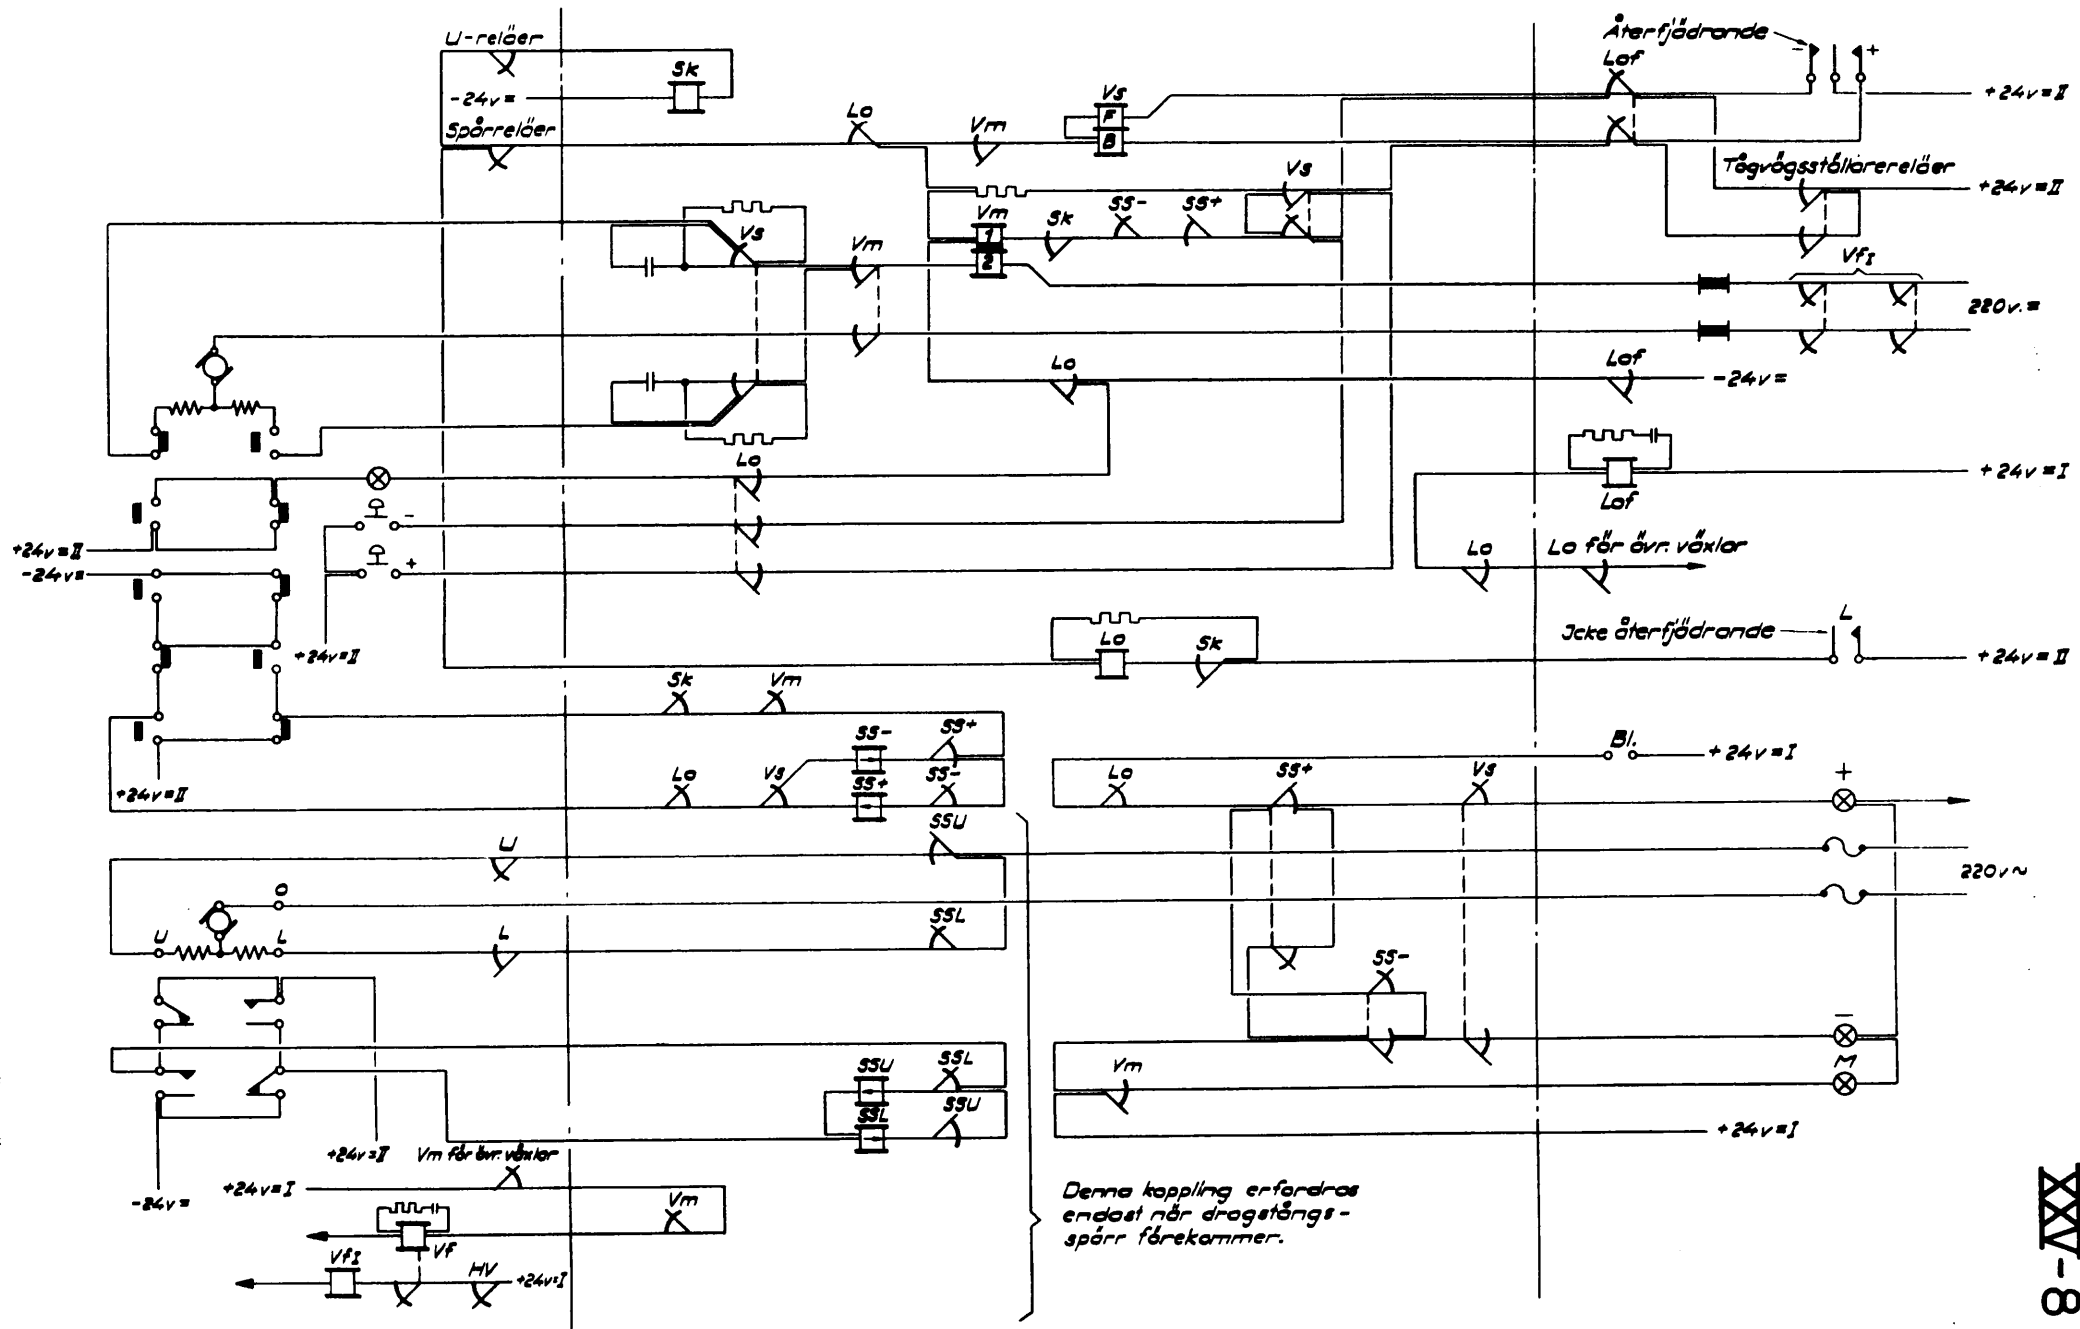 U-reläer
Sk
-24v=
Spårreläer
Lo
Vm
Vs
F
B
Återfjädrande
-
+
Lof
+24v=II
Tågvägsställarereläer
+24v=II
Vs
Vs
Vm
Vm
1
2
Sk
SS-
SS+
VfI
220v.=
Lo
Lof
-24v=
Lo
+24v=I
Lof
-
+
+24v=II
-24v=
+24v=II
Lo
Lo för övr. växlar
Lo
Sk
Icke återfjädrande
L
+24v=II
Sk
Vm
SS-
SS+
Bl.
+24v=I
Lo
Vs
SS+
SS-
+24v=II
Lo
SS+
Vs
+
U
SSU
220v~
O
U
L
L
SSL
SS-
-
M
SSU
SSL
SSL
SSU
Vm
+24v=I
+24v=II
Vm för övr. växlar
-24v=
+24v=I
Vm
Vf
VfI
HV
+24v=I
Denna koppling erfordras
endast når dragstångs-
spärr förekommer.
XXV-8